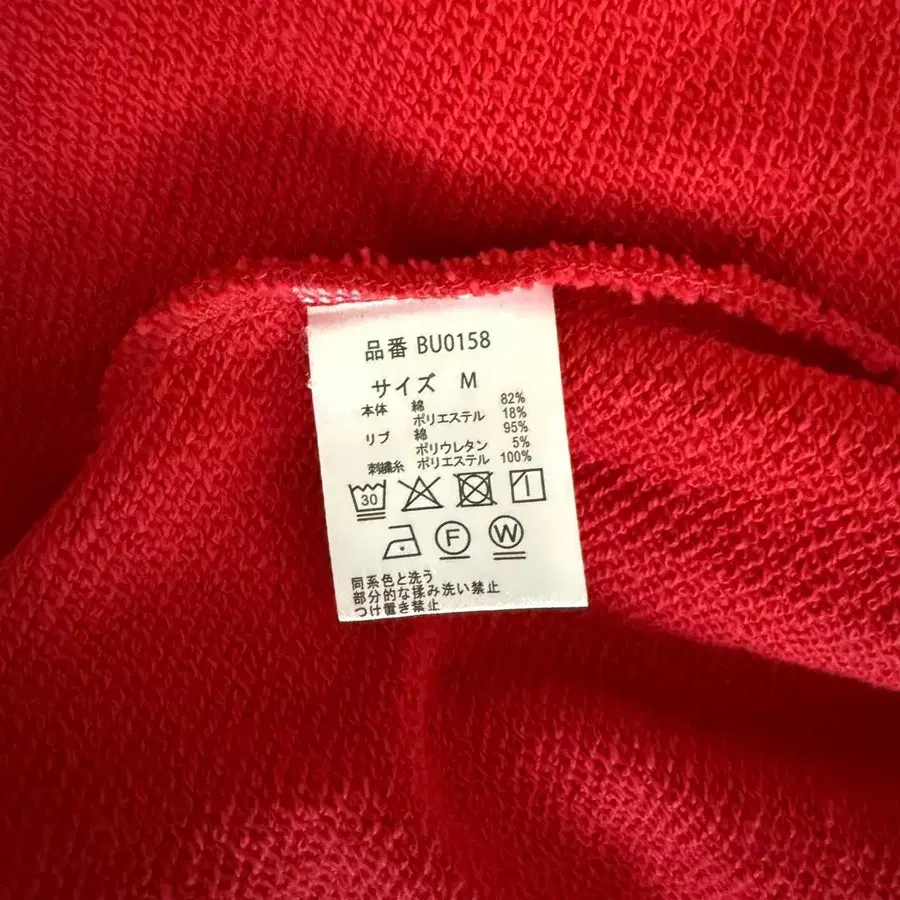 品番 BU0158
サイズ M
本体 綿 82%
ポリエステル 18%
リブ 綿 95%
ポリウレタン 5%
刺繍糸 ポリエステル 100%
30
F W
同系色と洗う
部分的な揉み洗い禁止
つけ置き禁止